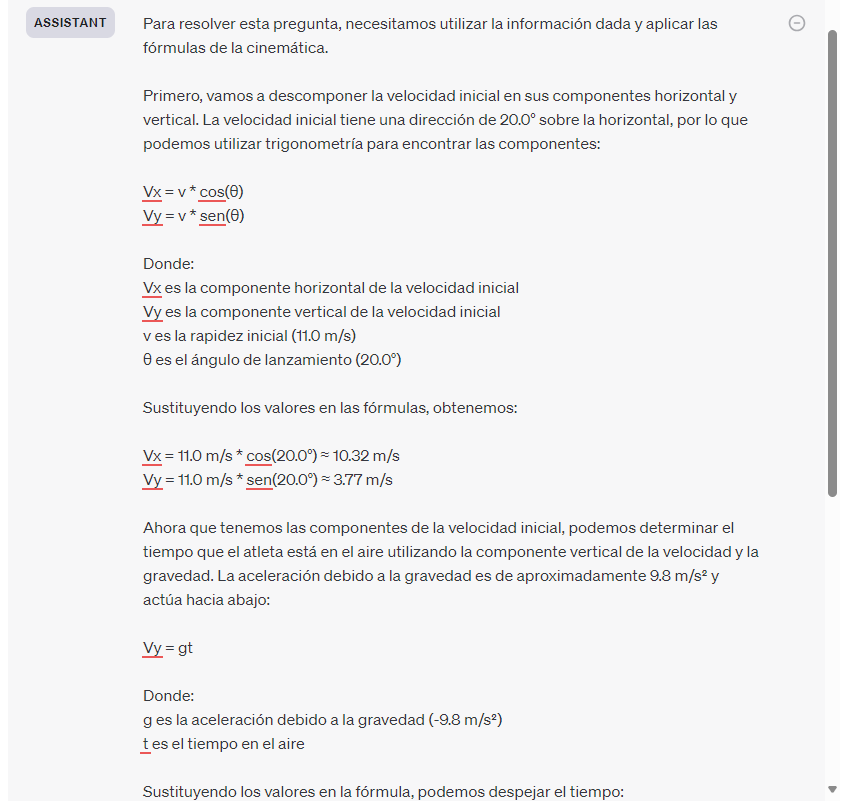 ASSISTANT
Para resolver esta pregunta, necesitamos utilizar la información dada y aplicar las
fórmulas de la cinemática.
Primero, vamos a descomponer la velocidad inicial en sus componentes horizontal y
vertical. La velocidad inicial tiene una dirección de 20.0° sobre la horizontal, por lo que
podemos utilizar trigonometría para encontrar las componentes:
Vx = v * cos(θ)
Vy = v * sen(θ)
Donde:
Vx es la componente horizontal de la velocidad inicial
Vy es la componente vertical de la velocidad inicial
v es la rapidez inicial (11.0 m/s)
θ es el ángulo de lanzamiento (20.0°)
Sustituyendo los valores en las fórmulas, obtenemos:
Vx = 11.0 m/s * cos(20.0°) ≈ 10.32 m/s
Vy = 11.0 m/s * sen(20.0°) ≈ 3.77 m/s
Ahora que tenemos las componentes de la velocidad inicial, podemos determinar el
tiempo que el atleta está en el aire utilizando la componente vertical de la velocidad y la
gravedad. La aceleración debido a la gravedad es de aproximadamente 9.8 m/s² y
actúa hacia abajo:
Vy = gt
Donde:
g es la aceleración debido a la gravedad (-9.8 m/s²)
t es el tiempo en el aire
Sustituyendo los valores en la fórmula, podemos despejar el tiempo: